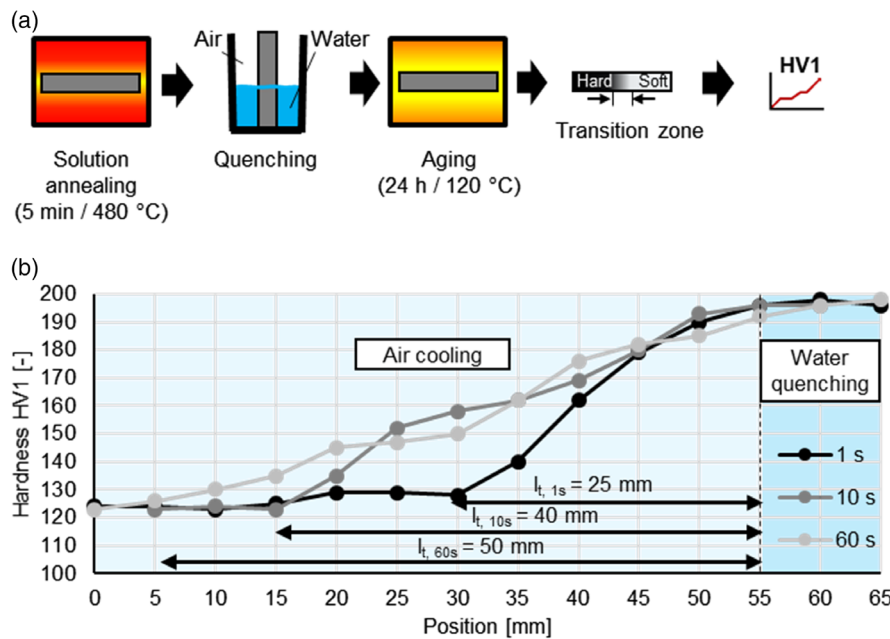 (a)
Air
Water
Hard
Soft
HV1
Transition zone
Solution
annealing
(5 min / 480 °C)
Quenching
Aging
(24 h / 120 °C)
(b)
Hardness HV1 [-]
200
190
180
170
160
150
140
130
120
110
100
Air cooling
Water
quenching
1 s
10 s
60 s
lt, 1s = 25 mm
lt, 10s = 40 mm
lt, 60s = 50 mm
0 5 10 15 20 25 30 35 40 45 50 55 60 65
Position [mm]